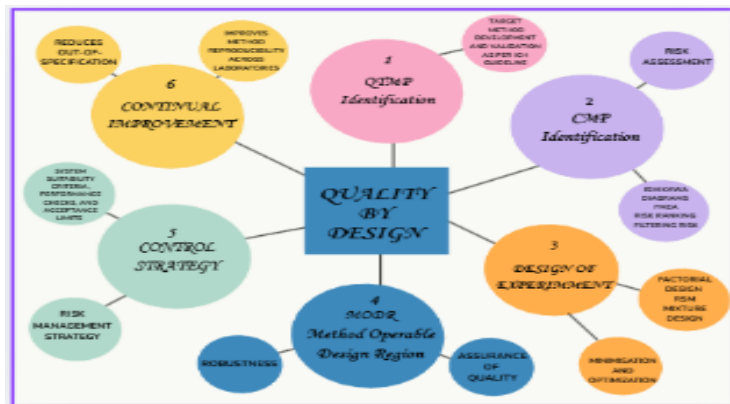 REDUCES
OUT-OF-
SPECIFICATION
IMPROVES
METHOD
REPRODUCIBILITY
ACROSS
LABORATORIES
6
CONTINUAL
IMPROVEMENT
1
QTMP
Identification
TARGET
METHOD
DEVELOPMENT
AND VALIDATION
AS PER ICH
GUIDELINE
RISK
ASSESSMENT
2
CMP
Identification
ISHIKAWA
DIAGRAMS
FMEA
RISK RANKING
FILTERING RISK
QUALITY
BY
DESIGN
SYSTEM
SUITABILITY
CRITERIA,
PERFORMANCE
CHECKS, AND
ACCEPTANCE
LIMITS
5
CONTROL
STRATEGY
RISK
MANAGEMENT
STRATEGY
3
DESIGN OF
EXPERIMMENT
FACTORIAL
DESIGN
RSM
MIXTURE
DESIGN
MINIMISATION
AND
OPTIMIZATION
4
MODR
Method Operable
Design Region
ROBUSTNESS
ASSURANCE
OF
QUALITY